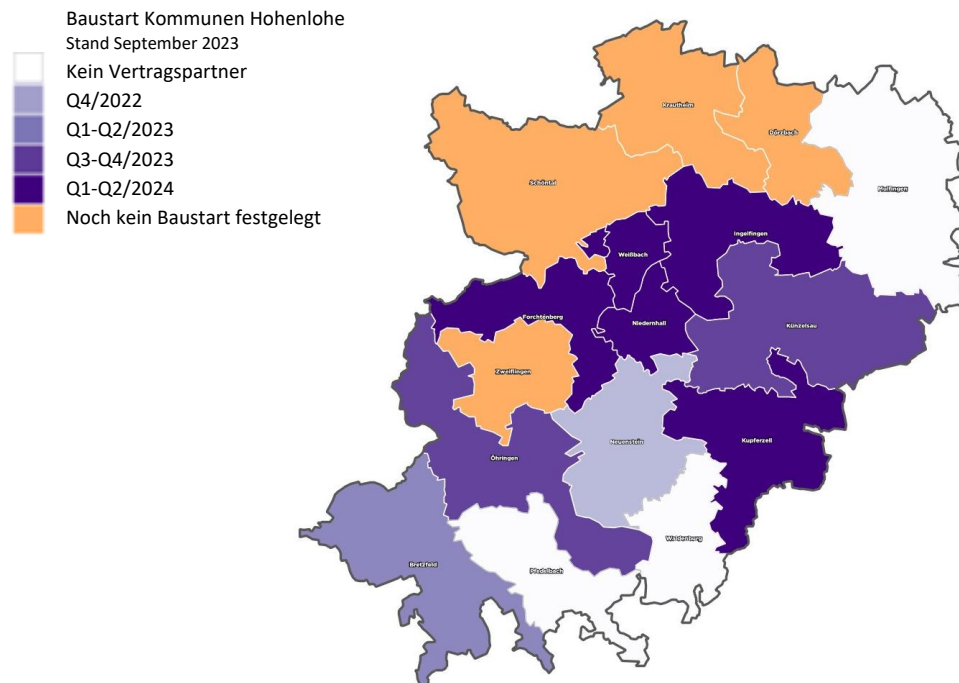 Baustart Kommunen Hohenlohe
Stand September 2023
Kein Vertragspartner
Q4/2022
Q1-Q2/2023
Q3-Q4/2023
Q1-Q2/2024
Noch kein Baustart festgelegt
Krautheim
Dörzbach
Mulfingen
Schöntal
Ingelfingen
Weißbach
Forchtenberg
Niedernhall
Künzelsau
Zweiflingen
Neuenstein
Kupferzell
Öhringen
Waldenburg
Bretzfeld
Pfedelbach